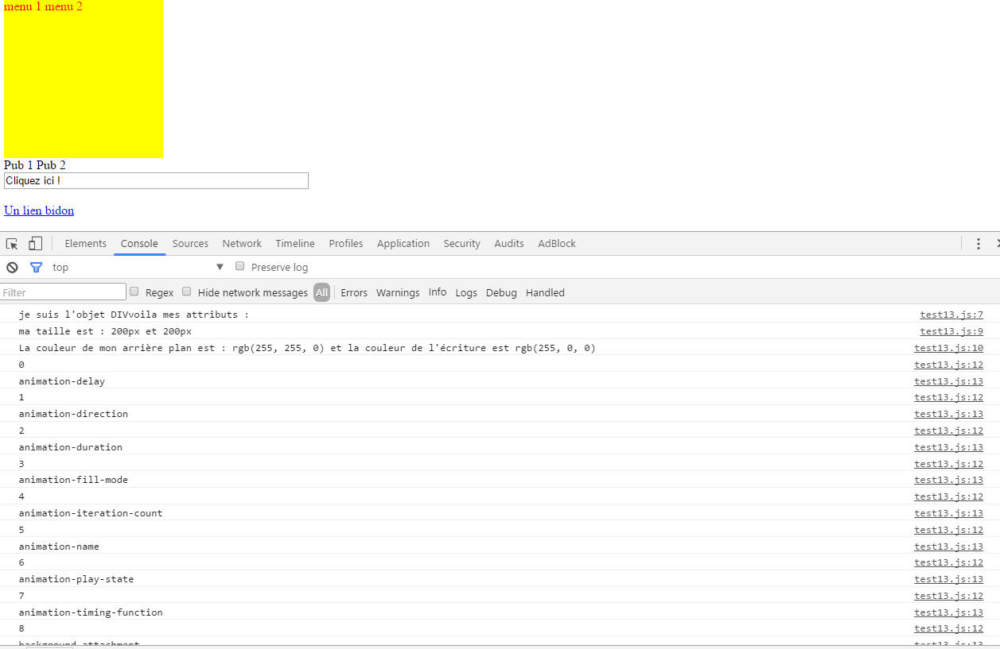 menu 1 menu 2
Pub 1 Pub 2
Cliquez ici !
Un lien bidon
Elements Console Sources Network Timeline Profiles Application Security Audits AdBlock
top Preserve log
Filter Regex Hide network messages All Errors Warnings Info Logs Debug Handled
je suis l'objet DIVvoila mes attributs : test13.js:7
ma taille est : 200px et 200px test13.js:9
La couleur de mon arrière plan est : rgb(255, 255, 0) et la couleur de l'écriture est rgb(255, 0, 0) test13.js:10
0 test13.js:12
animation-delay test13.js:13
1 test13.js:12
animation-direction test13.js:13
2 test13.js:12
animation-duration test13.js:13
3 test13.js:12
animation-fill-mode test13.js:13
4 test13.js:12
animation-iteration-count test13.js:13
5 test13.js:12
animation-name test13.js:13
6 test13.js:12
animation-play-state test13.js:13
7 test13.js:12
animation-timing-function test13.js:13
8 test13.js:12
background-attachment test13.js:13